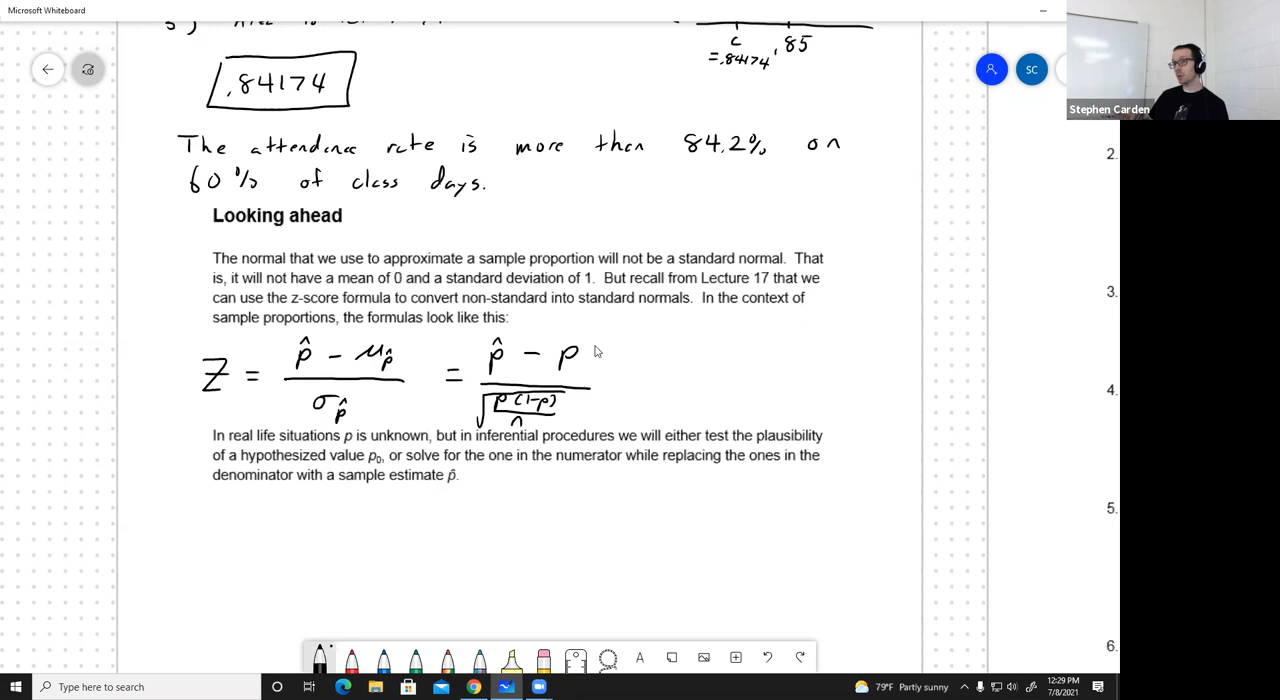 Microsoft Whiteboard
5)
c
=.84174
.85
.84174
SC
Stephen Carden
The attendance rate is more than 84.2% on
60% of class days.
Looking ahead
The normal that we use to approximate a sample proportion will not be a standard normal. That
is, it will not have a mean of 0 and a standard deviation of 1. But recall from Lecture 17 that we
can use the z-score formula to convert non-standard into standard normals. In the context of
sample proportions, the formulas look like this:
Z = (p̂ − μp̂) / σp̂ = (p̂ − p) / √(p(1-p)/n)
In real life situations p is unknown, but in inferential procedures we will either test the plausibility
of a hypothesized value p₀, or solve for the one in the numerator while replacing the ones in the
denominator with a sample estimate p̂.
2.
3.
4.
5.
6.
A
Type here to search
79°F Partly sunny
12:29 PM
7/8/2021